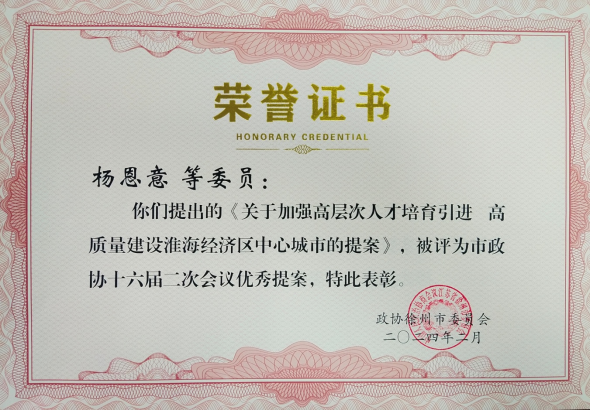 荣誉证书
HONORARY CREDENTIAL
杨恩意 等委员：
你们提出的《关于加强高层次人才培育引进 高
质量建设淮海经济区中心城市的提案》，被评为市政
协十六届二次会议优秀提案，特此表彰。
政协徐州市委员会
二〇二四年二月